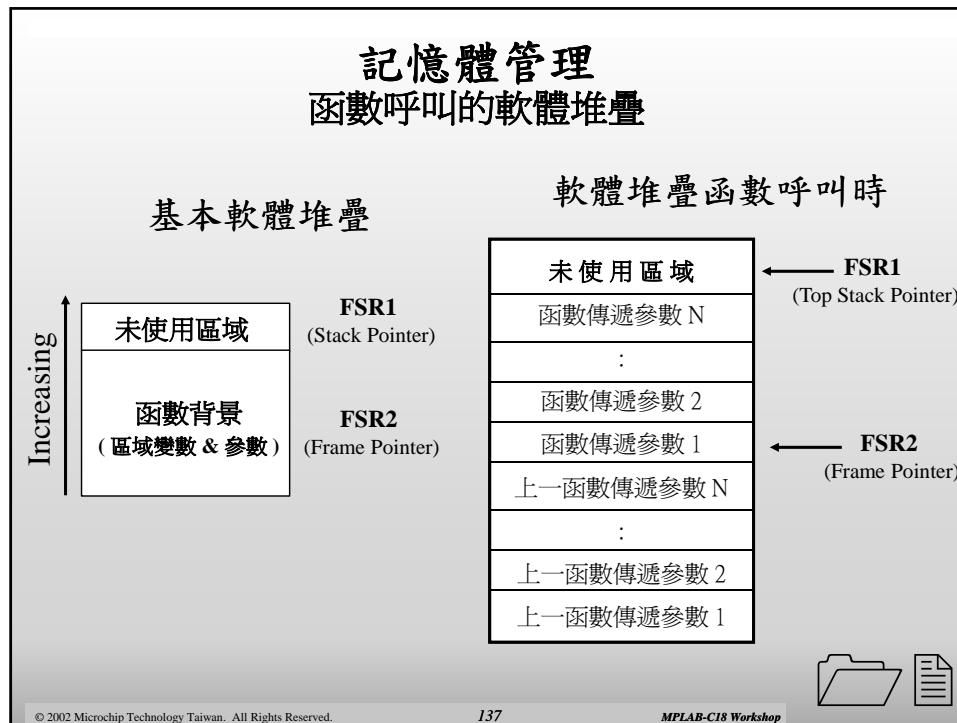 記憶體管理
函數呼叫的軟體堆疊
基本軟體堆疊
Increasing
未使用區域
函數背景
( 區域變數 & 參數 )
FSR1
(Stack Pointer)
FSR2
(Frame Pointer)
軟體堆疊函數呼叫時
未使用區域
函數傳遞參數 N
:
函數傳遞參數 2
函數傳遞參數 1
上一函數傳遞參數 N
:
上一函數傳遞參數 2
上一函數傳遞參數 1
FSR1
(Top Stack Pointer)
FSR2
(Frame Pointer)
© 2002 Microchip Technology Taiwan. All Rights Reserved.
137
MPLAB-C18 Workshop